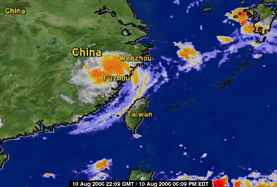 China
China
Wenzhou
Fuzhou
Taiwan
10 Aug 2006 22:09 GMT / 10 Aug 2006 06:09 PM EDT